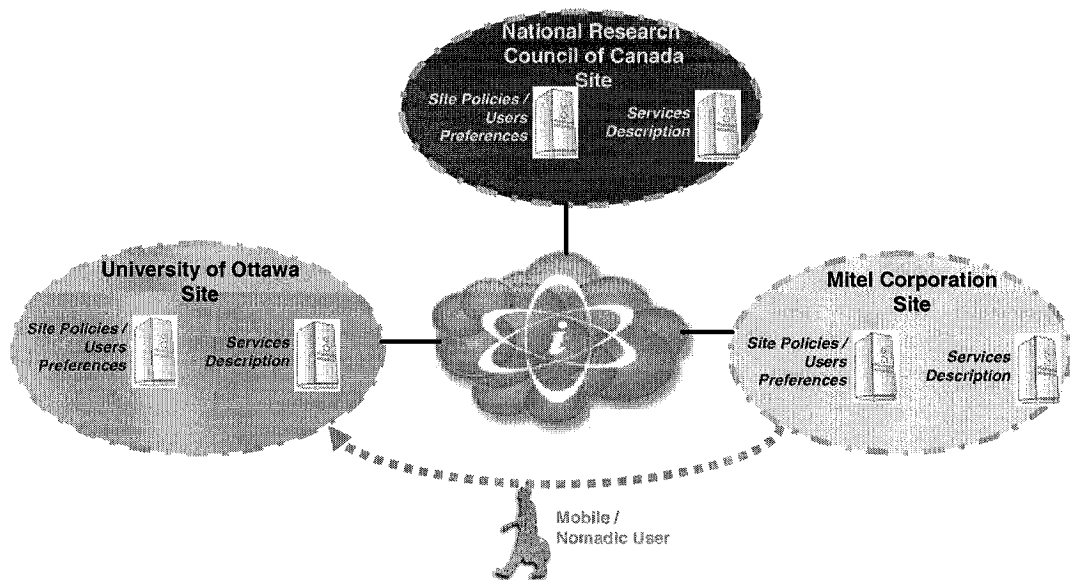 National Research
Council of Canada
Site
Site Policies /
Users
Preferences
Services
Description
University of Ottawa
Site
Site Policies /
Users
Preferences
Services
Description
i
Mitel Corporation
Site
Site Policies /
Users
Preferences
Services
Description
Mobile /
Nomadic User